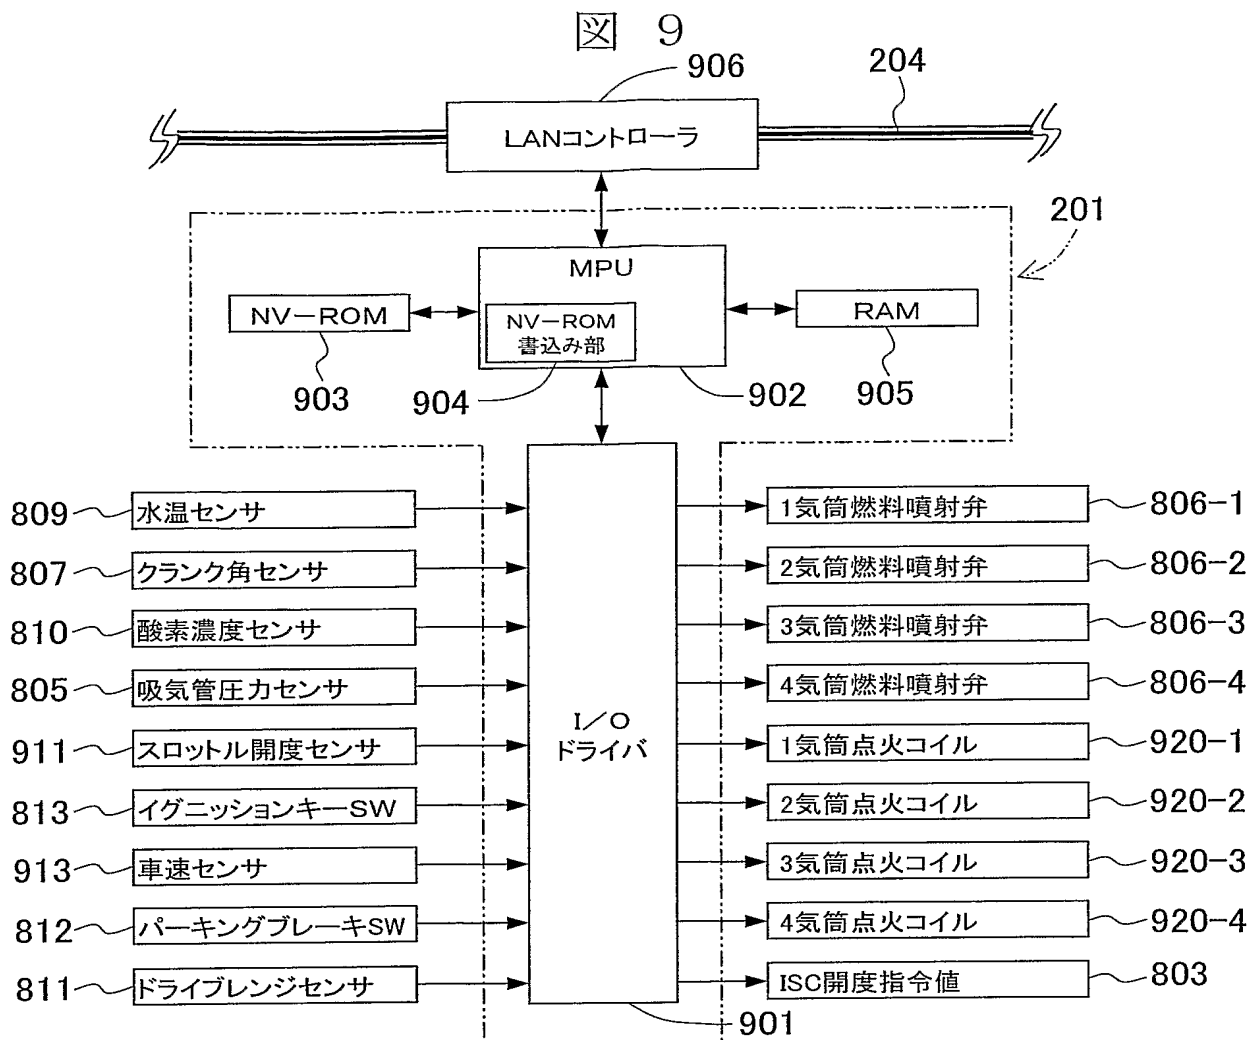 図 9
906
204
LANコントローラ
201
MPU
NV-ROM
RAM
NV-ROM
書込み部
903
904
902
905
809
水温センサ
1気筒燃料噴射弁
806-1
807
クランク角センサ
2気筒燃料噴射弁
806-2
810
酸素濃度センサ
3気筒燃料噴射弁
806-3
805
吸気管圧力センサ
4気筒燃料噴射弁
806-4
I/O
ドライバ
911
スロットル開度センサ
1気筒点火コイル
920-1
813
イグニッションキーSW
2気筒点火コイル
920-2
913
車速センサ
3気筒点火コイル
920-3
812
パーキングブレーキSW
4気筒点火コイル
920-4
811
ドライブレンジセンサ
ISC開度指令値
803
901